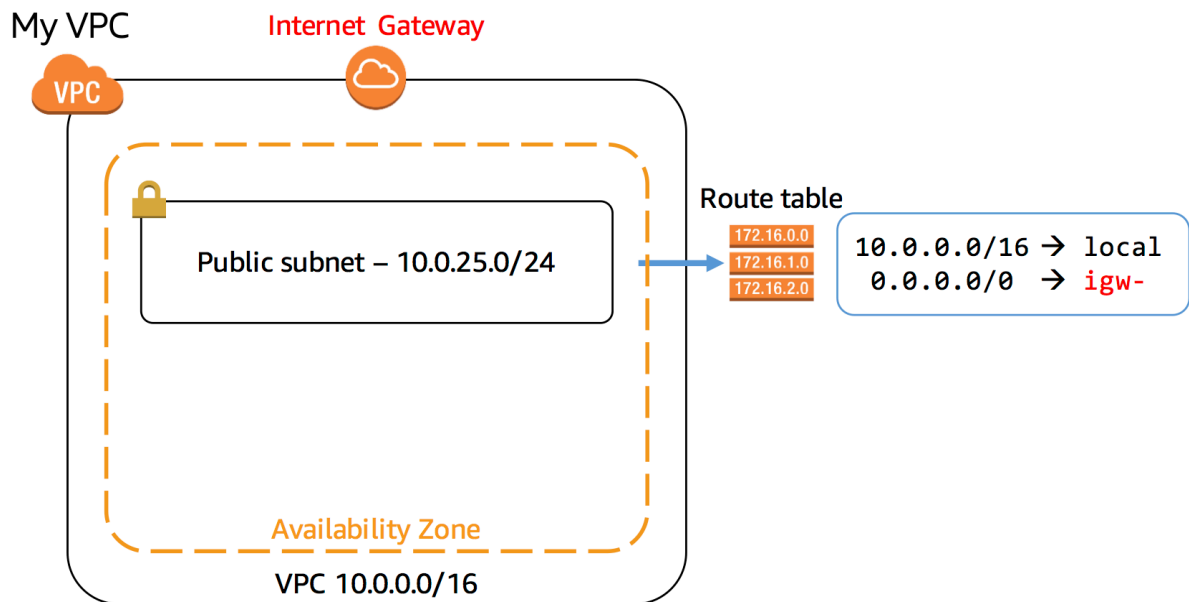 My VPC
Internet Gateway
VPC
Public subnet – 10.0.25.0/24
Route table
172.16.0.0
172.16.1.0
172.16.2.0
10.0.0.0/16 → local
0.0.0.0/0 → igw-
Availability Zone
VPC 10.0.0.0/16